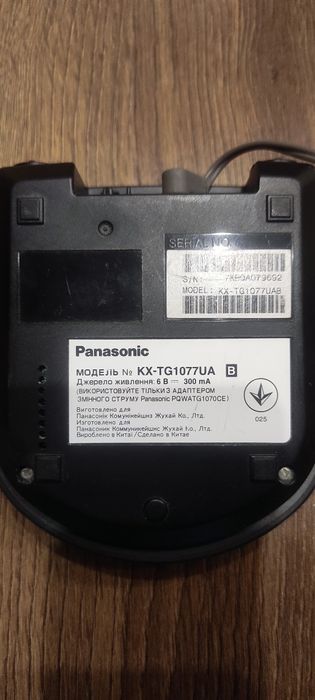 SERIAL NO.
S/N:
MODEL: KX-TG1077UAB
Panasonic
МОДЕЛЬ № KX-TG1077UA B
Джерело живлення: 6 В 300 mA
(ВИКОРИСТОВУЙТЕ ТІЛЬКИ З АДАПТЕРОМ
ЗМІННОГО СТРУМУ Panasonic PQWATG1070CE)
Виготовлено для
Панасонік Комунікейшнз Жухай Ко., Лтд.
Изготовлено для
Панасоник Коммуникейшнс Жухай Ко., Лтд.
Вироблено в Китаї / Сделано в Китае
025